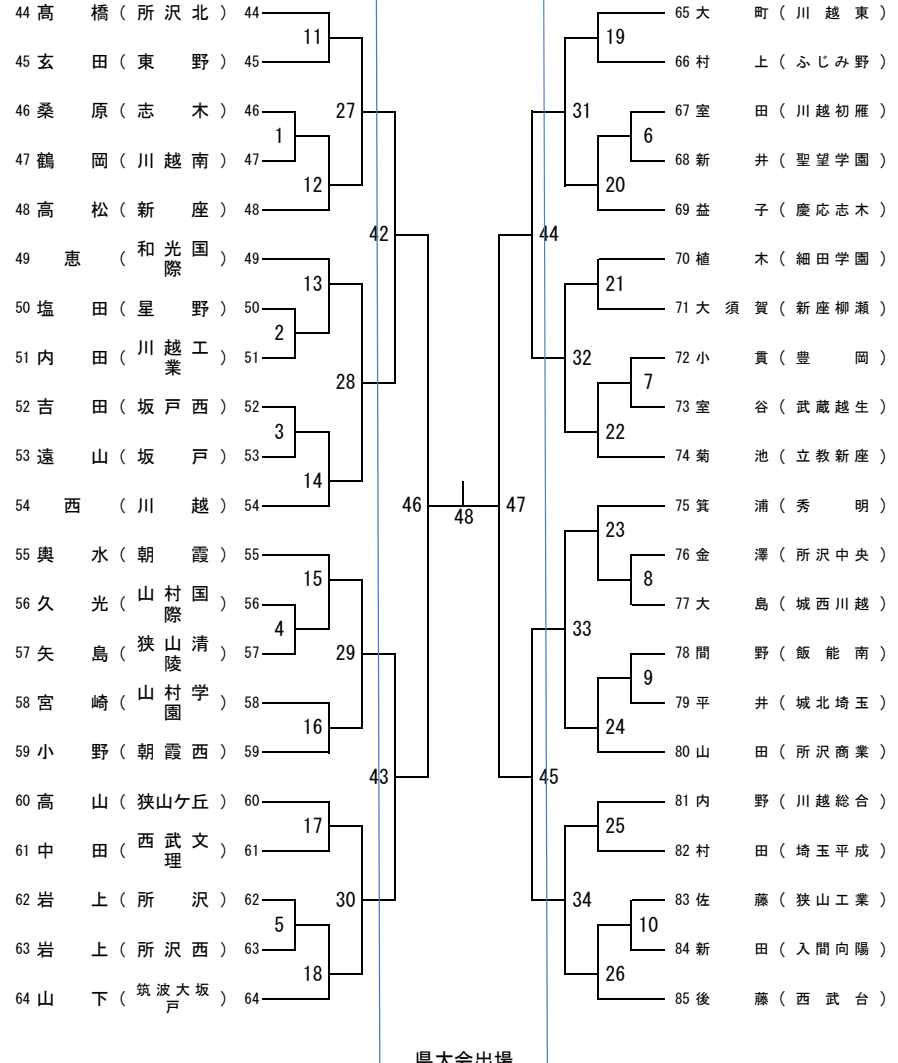 44 髙 橋 ( 所 沢 北 ) 44
11
45 玄 田 ( 東 野 ) 45
27
46 桑 原 ( 志 木 ) 46
1
47 鶴 岡 ( 川 越 南 ) 47
12
48 高 松 ( 新 座 ) 48
42
49 恵 ( 和 光 国 際 ) 49
13
50 塩 田 ( 星 野 ) 50
2
51 内 田 ( 川 越 工 業 ) 51
28
52 吉 田 ( 坂 戸 西 ) 52
3
53 遠 山 ( 坂 戸 ) 53
14
54 西 ( 川 越 ) 54
46
48
47
55 輿 水 ( 朝 霞 ) 55
15
56 久 光 ( 山 村 国 際 ) 56
4
57 矢 島 ( 狭 山 清 陵 ) 57
29
58 宮 崎 ( 山 村 学 園 ) 58
16
59 小 野 ( 朝 霞 西 ) 59
43
60 高 山 ( 狭山ケ丘 ) 60
17
61 中 田 ( 西 武 文 理 ) 61
30
62 岩 上 ( 所 沢 ) 62
5
63 岩 上 ( 所 沢 西 ) 63
18
64 山 下 ( 筑 波 大 坂 戸 ) 64
65 大 町 ( 川 越 東 )
19
66 村 上 ( ふ じ み 野 )
31
67 室 田 ( 川 越 初 雁 )
6
68 新 井 ( 聖 望 学 園 )
20
69 益 子 ( 慶 応 志 木 )
44
70 植 木 ( 細 田 学 園 )
21
71 大 須 賀 ( 新 座 柳 瀬 )
32
72 小 貫 ( 豊 岡 )
7
73 室 谷 ( 武 蔵 越 生 )
22
74 菊 池 ( 立 教 新 座 )
75 箕 浦 ( 秀 明 )
23
76 金 澤 ( 所 沢 中 央 )
8
77 大 島 ( 城 西 川 越 )
33
78 間 野 ( 飯 能 南 )
9
79 平 井 ( 城 北 埼 玉 )
24
80 山 田 ( 所 沢 商 業 )
45
81 内 野 ( 川 越 総 合 )
25
82 村 田 ( 埼 玉 平 成 )
34
83 佐 藤 ( 狭 山 工 業 )
10
84 新 田 ( 入 間 向 陽 )
26
85 後 藤 ( 西 武 台 )
県大会出場